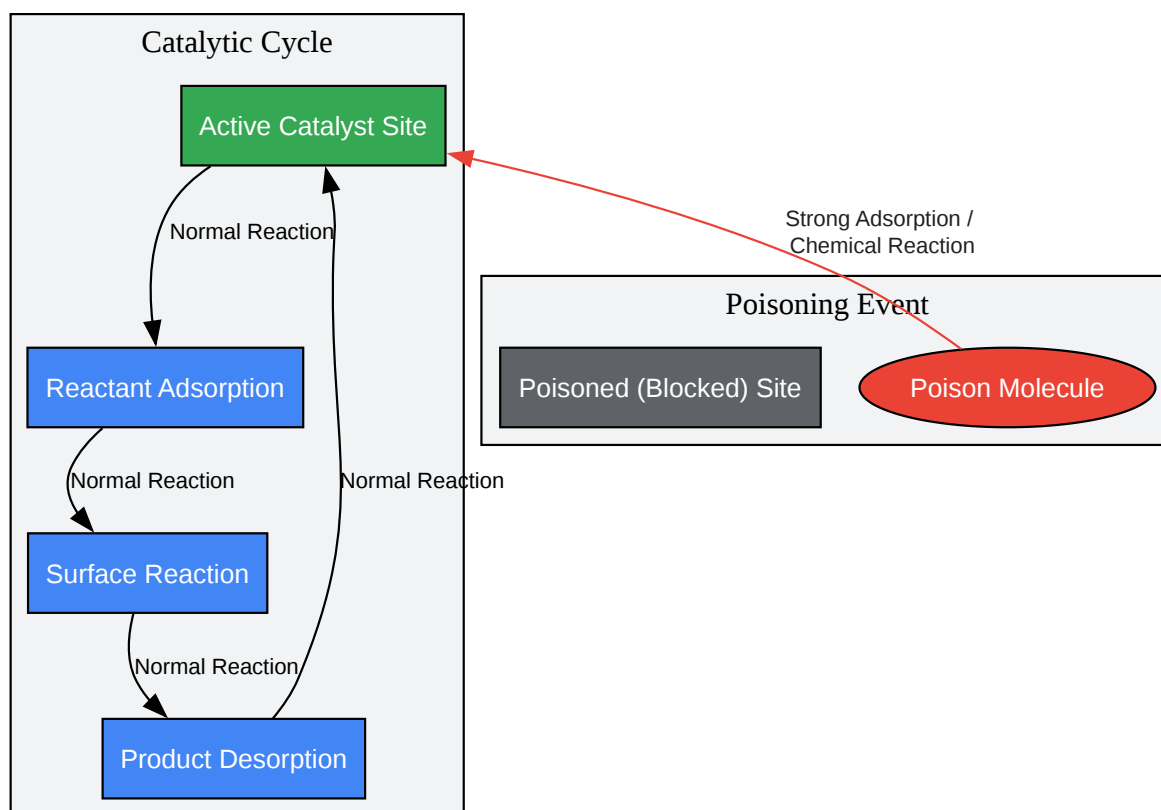 Catalytic Cycle
Active Catalyst Site
Normal Reaction
Reactant Adsorption
Normal Reaction
Normal Reaction
Surface Reaction
Normal Reaction
Product Desorption
Strong Adsorption /
Chemical Reaction
Poisoning Event
Poisoned (Blocked) Site
Poison Molecule